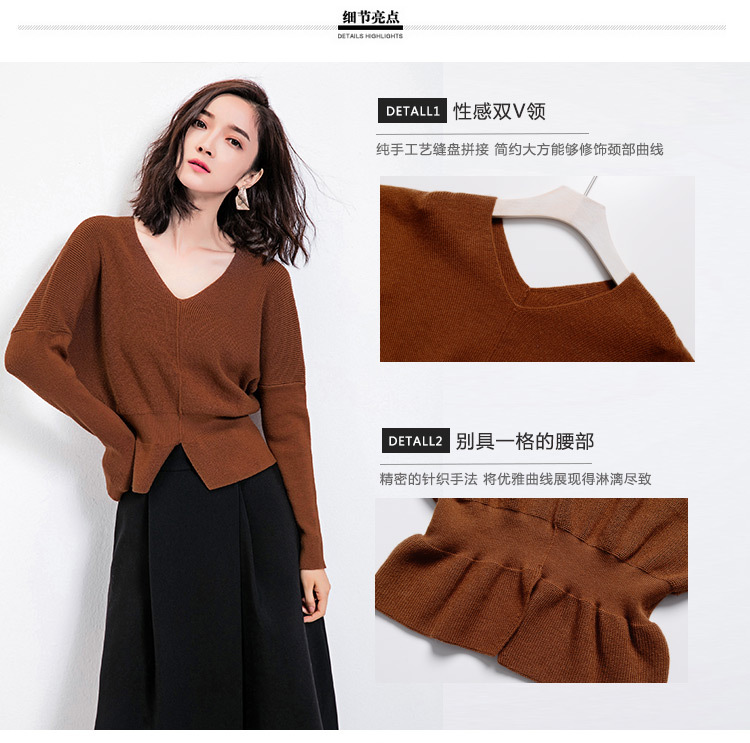 细节亮点
DETAILS HIGHLIGHTS
DETALL1 性感双V领
纯手工艺缝盘拼接 简约大方能够修饰颈部曲线
DETALL2 别具一格的腰部
精密的针织手法 将优雅曲线展现得淋漓尽致